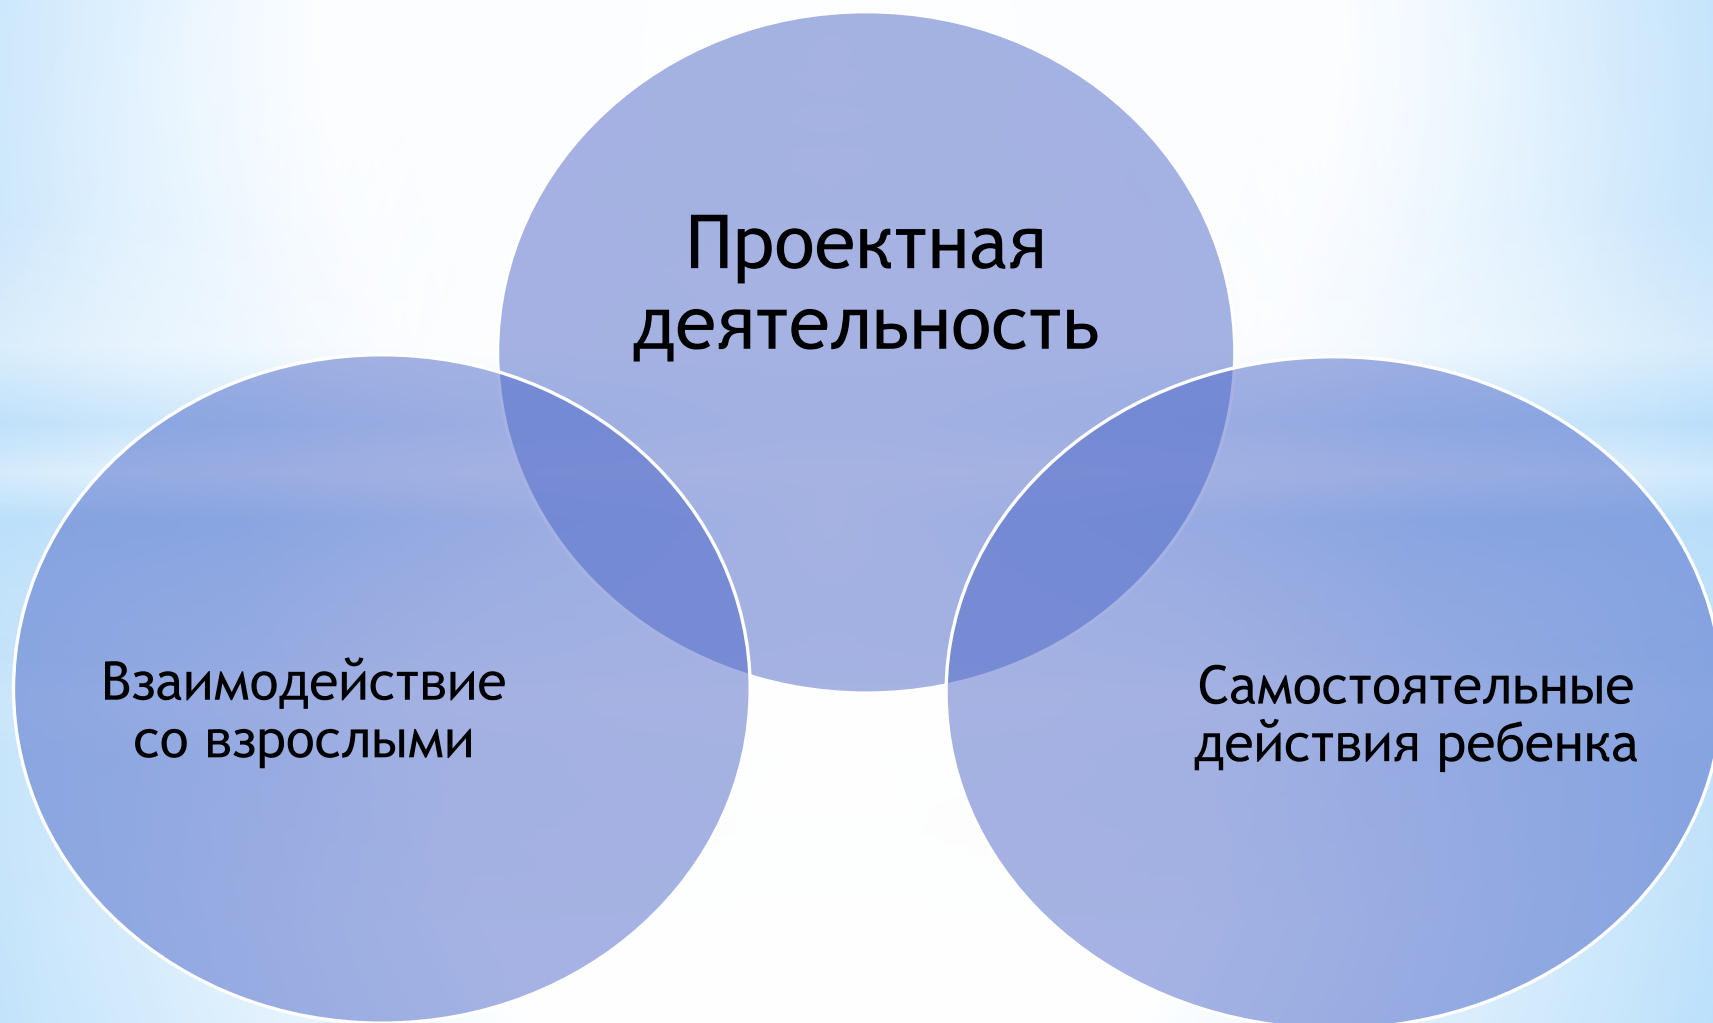 Проектная
деятельность
Взаимодействие
со взрослыми
Самостоятельные
действия ребенка